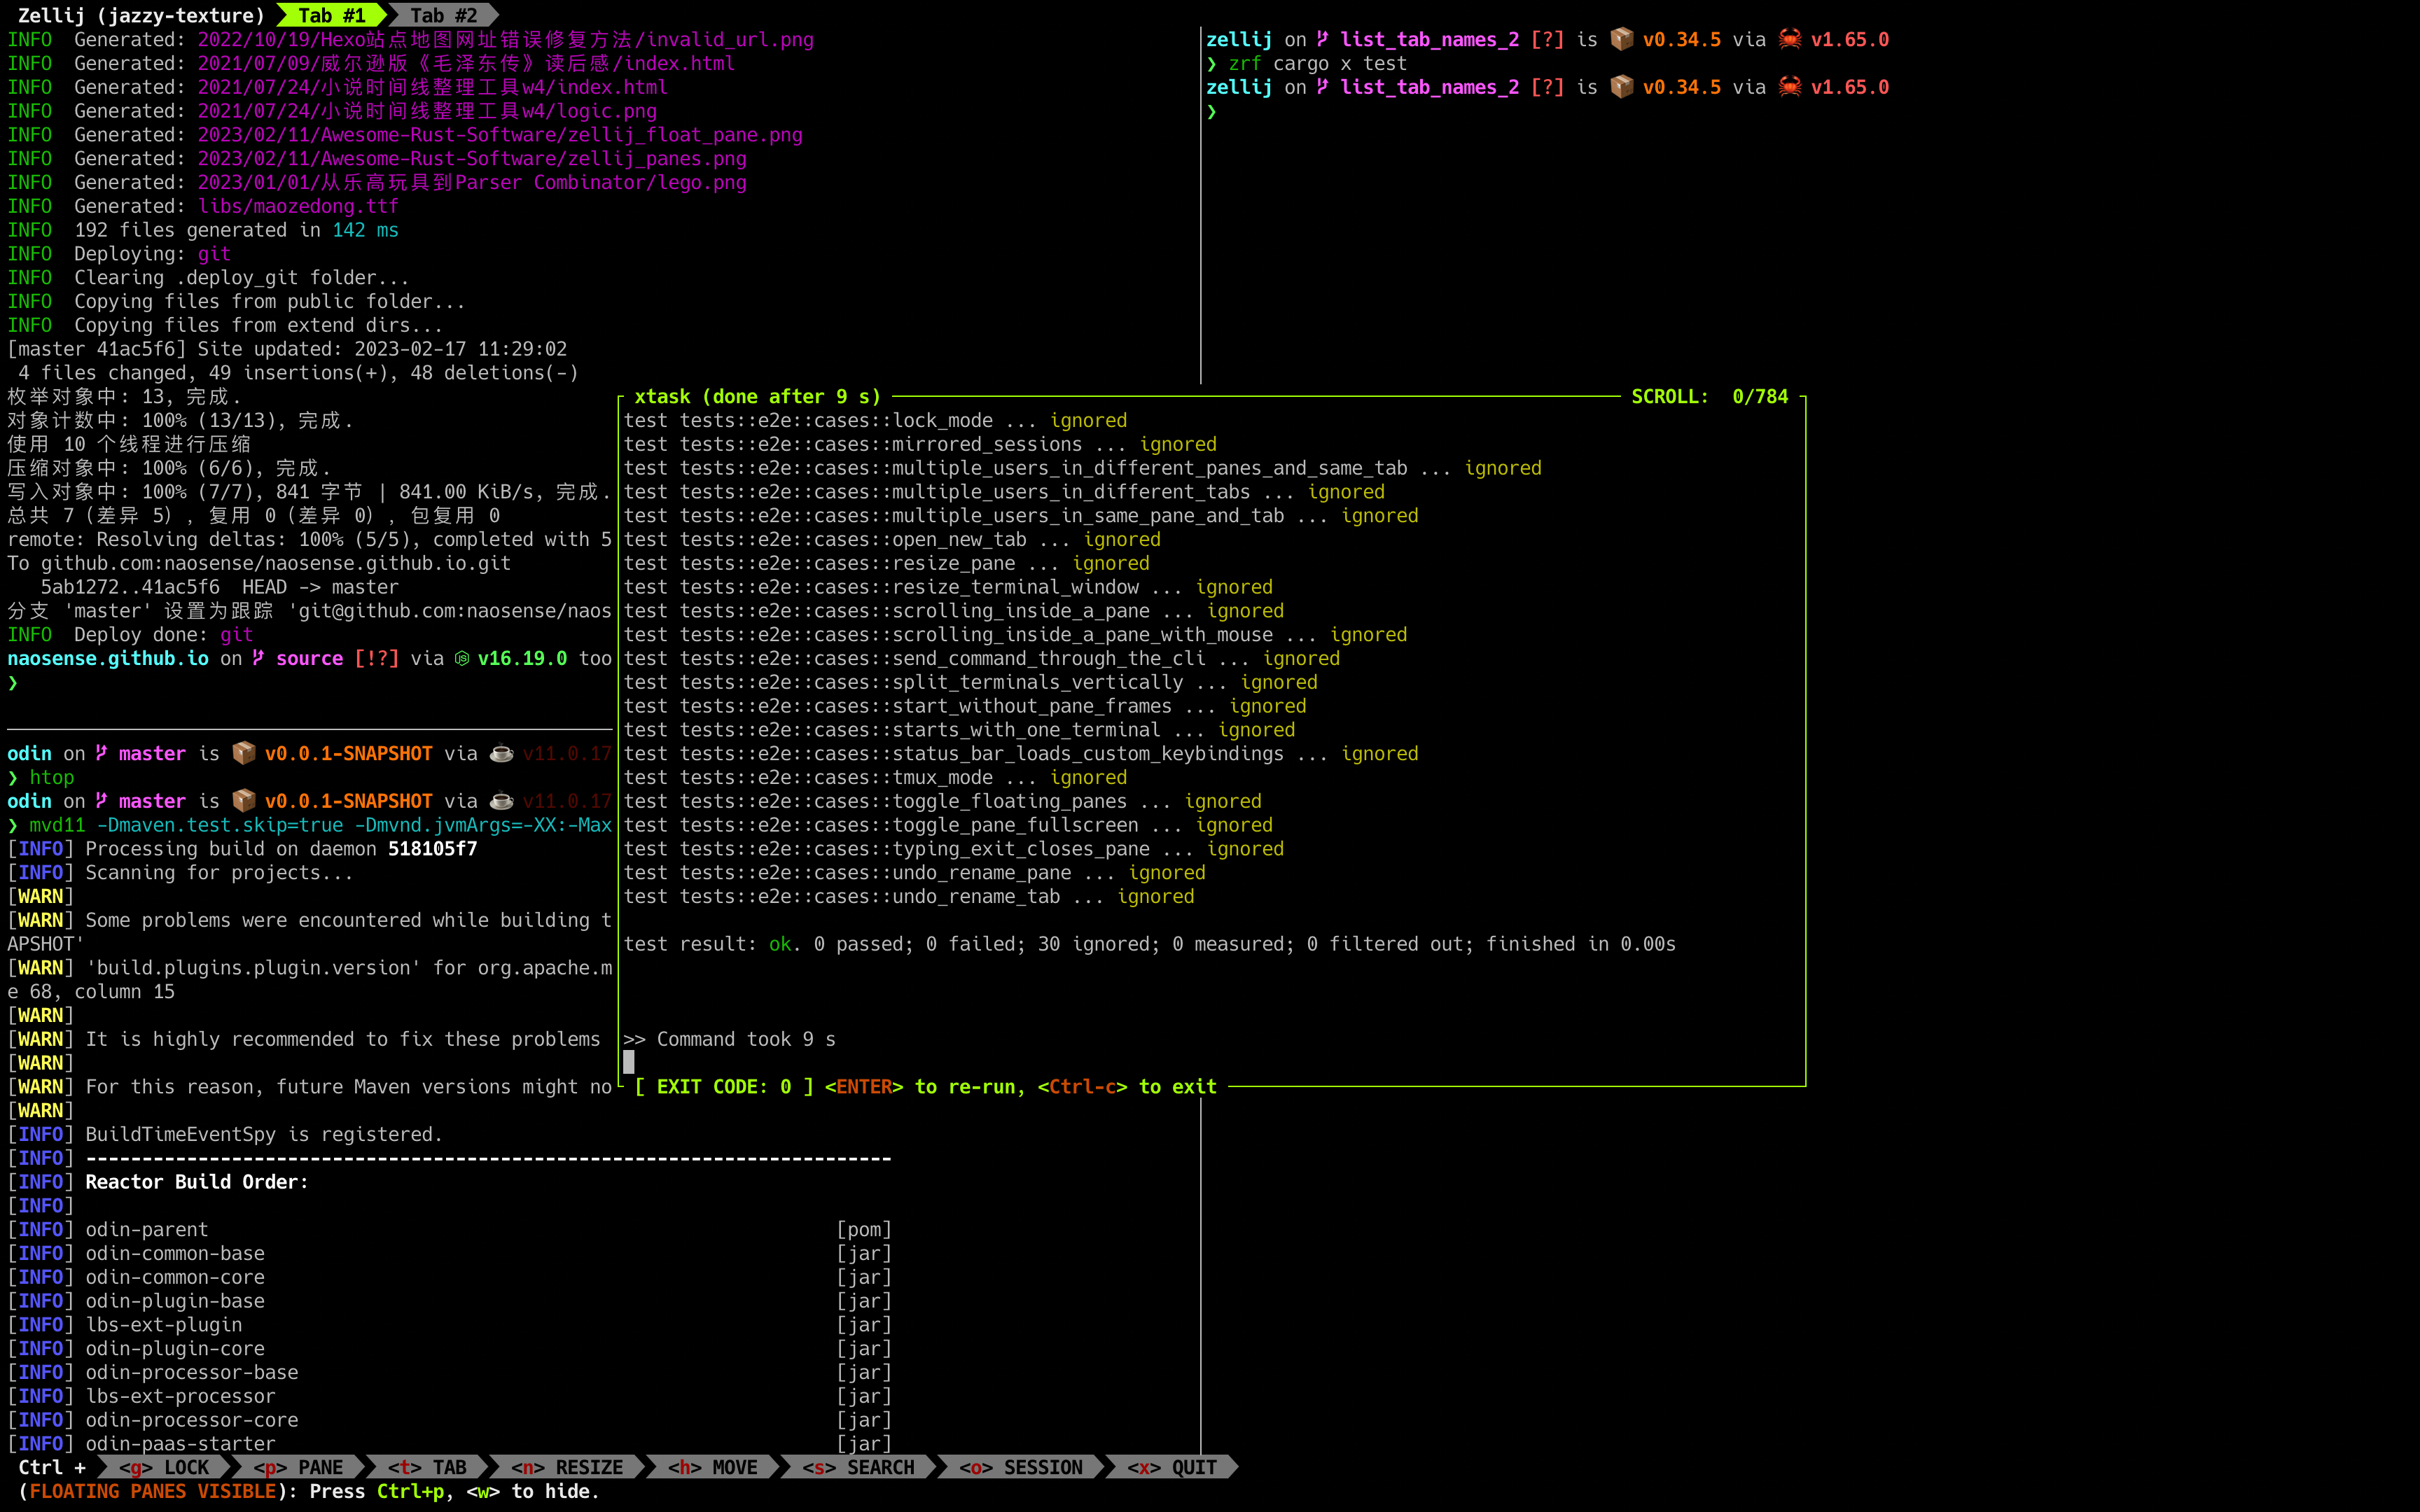 Zellij (jazzy-texture) Tab #1 Tab #2
INFO Generated: 2022/10/19/Hexo站点地图网址错误修复方法/invalid_url.png
INFO Generated: 2021/07/09/威尔逊版《毛泽东传》读后感/index.html
INFO Generated: 2021/07/24/小说时间线整理工具w4/index.html
INFO Generated: 2021/07/24/小说时间线整理工具w4/logic.png
INFO Generated: 2023/02/11/Awesome-Rust-Software/zellij_float_pane.png
INFO Generated: 2023/02/11/Awesome-Rust-Software/zellij_panes.png
INFO Generated: 2023/01/01/从乐高玩具到Parser Combinator/lego.png
INFO Generated: libs/maozedong.ttf
INFO 192 files generated in 142 ms
INFO Deploying: git
INFO Clearing .deploy_git folder...
INFO Copying files from public folder...
INFO Copying files from extend dirs...
[master 41ac5f6] Site updated: 2023-02-17 11:29:02
4 files changed, 49 insertions(+), 48 deletions(-)
枚举对象中: 13, 完成.
对象计数中: 100% (13/13), 完成.
使用 10 个线程进行压缩
压缩对象中: 100% (6/6), 完成.
写入对象中: 100% (7/7), 841 字节 | 841.00 KiB/s, 完成.
总共 7（差异 5），复用 0（差异 0），包复用 0
remote: Resolving deltas: 100% (5/5), completed with 5
To github.com:naosense/naosense.github.io.git
5ab1272..41ac5f6 HEAD -> master
分支 'master' 设置为跟踪 'git@github.com:naosense/naos
INFO Deploy done: git
naosense.github.io on source [!?] via v16.19.0 too
❯
odin on master is 📦 v0.0.1-SNAPSHOT via ☕ v11.0.17
❯ htop
odin on master is 📦 v0.0.1-SNAPSHOT via ☕ v11.0.17
❯ mvd11 -Dmaven.test.skip=true -Dmvnd.jvmArgs=-XX:-Max
[INFO] Processing build on daemon 518105f7
[INFO] Scanning for projects...
[WARN]
[WARN] Some problems were encountered while building t
APSHOT'
[WARN] 'build.plugins.plugin.version' for org.apache.m
e 68, column 15
[WARN]
[WARN] It is highly recommended to fix these problems
[WARN]
[WARN] For this reason, future Maven versions might no
[WARN]
[INFO] BuildTimeEventSpy is registered.
[INFO] ------------------------------------------------------------------------
[INFO] Reactor Build Order:
[INFO]
[INFO] odin-parent [pom]
[INFO] odin-common-base [jar]
[INFO] odin-common-core [jar]
[INFO] odin-plugin-base [jar]
[INFO] lbs-ext-plugin [jar]
[INFO] odin-plugin-core [jar]
[INFO] odin-processor-base [jar]
[INFO] lbs-ext-processor [jar]
[INFO] odin-processor-core [jar]
[INFO] odin-paas-starter [jar]
zellij on list_tab_names_2 [?] is 📦 v0.34.5 via 🦀 v1.65.0
❯ zrf cargo x test
zellij on list_tab_names_2 [?] is 📦 v0.34.5 via 🦀 v1.65.0
❯
xtask (done after 9 s) SCROLL: 0/784
test tests::e2e::cases::lock_mode ... ignored
test tests::e2e::cases::mirrored_sessions ... ignored
test tests::e2e::cases::multiple_users_in_different_panes_and_same_tab ... ignored
test tests::e2e::cases::multiple_users_in_different_tabs ... ignored
test tests::e2e::cases::multiple_users_in_same_pane_and_tab ... ignored
test tests::e2e::cases::open_new_tab ... ignored
test tests::e2e::cases::resize_pane ... ignored
test tests::e2e::cases::resize_terminal_window ... ignored
test tests::e2e::cases::scrolling_inside_a_pane ... ignored
test tests::e2e::cases::scrolling_inside_a_pane_with_mouse ... ignored
test tests::e2e::cases::send_command_through_the_cli ... ignored
test tests::e2e::cases::split_terminals_vertically ... ignored
test tests::e2e::cases::start_without_pane_frames ... ignored
test tests::e2e::cases::starts_with_one_terminal ... ignored
test tests::e2e::cases::status_bar_loads_custom_keybindings ... ignored
test tests::e2e::cases::tmux_mode ... ignored
test tests::e2e::cases::toggle_floating_panes ... ignored
test tests::e2e::cases::toggle_pane_fullscreen ... ignored
test tests::e2e::cases::typing_exit_closes_pane ... ignored
test tests::e2e::cases::undo_rename_pane ... ignored
test tests::e2e::cases::undo_rename_tab ... ignored
test result: ok. 0 passed; 0 failed; 30 ignored; 0 measured; 0 filtered out; finished in 0.00s
>> Command took 9 s
[ EXIT CODE: 0 ] <ENTER> to re-run, <Ctrl-c> to exit
Ctrl + <g> LOCK <p> PANE <t> TAB <n> RESIZE <h> MOVE <s> SEARCH <o> SESSION <x> QUIT
(FLOATING PANES VISIBLE): Press Ctrl+p, <w> to hide.